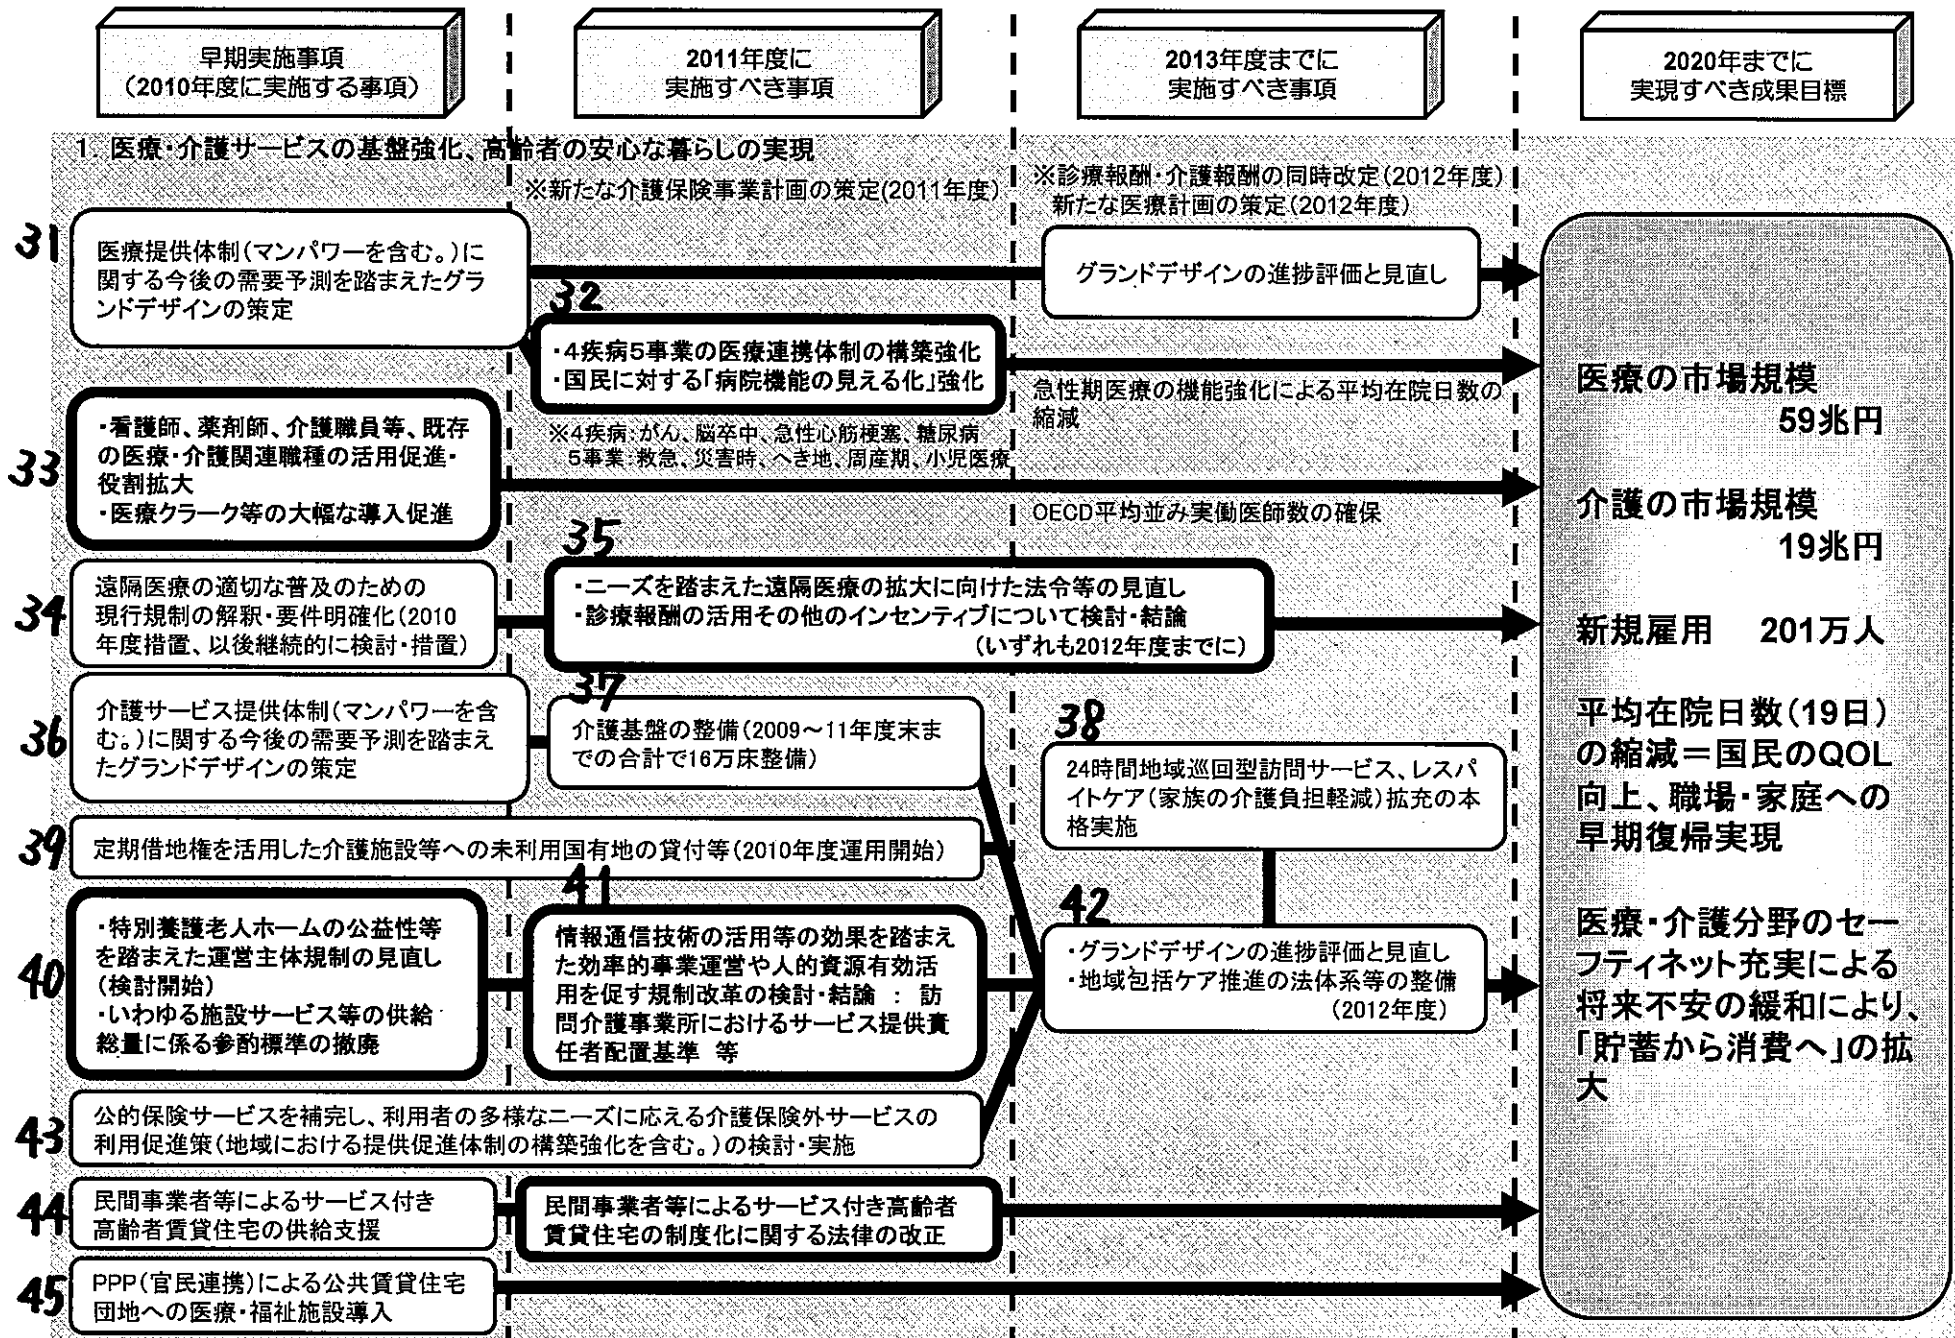 早期実施事項
(2010年度に実施する事項)
2011年度に
実施すべき事項
2013年度までに
実施すべき事項
2020年までに
実現すべき成果目標
1. 医療・介護サービスの基盤強化、高齢者の安心な暮らしの実現
※新たな介護保険事業計画の策定(2011年度)
※診療報酬・介護報酬の同時改定(2012年度)
新たな医療計画の策定(2012年度)
31
医療提供体制(マンパワーを含む。)に
関する今後の需要予測を踏まえたグラ
ンドデザインの策定
グランドデザインの進捗評価と見直し
32
・4疾病5事業の医療連携体制の構築強化
・国民に対する「病院機能の見える化」強化
※4疾病:がん、脳卒中、急性心筋梗塞、糖尿病
5事業:救急、災害時、へき地、周産期、小児医療
急性期医療の機能強化による平均在院日数の
縮減
33
・看護師、薬剤師、介護職員等、既存
の医療・介護関連職種の活用促進・
役割拡大
・医療クラーク等の大幅な導入促進
OECD平均並み実働医師数の確保
34
遠隔医療の適切な普及のための
現行規制の解釈・要件明確化(2010
年度措置、以後継続的に検討・措置)
35
・ニーズを踏まえた遠隔医療の拡大に向けた法令等の見直し
・診療報酬の活用その他のインセンティブについて検討・結論
(いずれも2012年度までに)
36
介護サービス提供体制(マンパワーを含
む。)に関する今後の需要予測を踏まえ
たグランドデザインの策定
37
介護基盤の整備(2009～11年度末ま
での合計で16万床整備)
38
24時間地域巡回型訪問サービス、レスパ
イトケア(家族の介護負担軽減)拡充の本
格実施
39
定期借地権を活用した介護施設等への未利用国有地の貸付等(2010年度運用開始)
40
・特別養護老人ホームの公益性等
を踏まえた運営主体規制の見直し
(検討開始)
・いわゆる施設サービス等の供給
総量に係る参酌標準の撤廃
41
情報通信技術の活用等の効果を踏まえ
た効率的事業運営や人的資源有効活
用を促す規制改革の検討・結論 : 訪
問介護事業所におけるサービス提供責
任者配置基準 等
42
・グランドデザインの進捗評価と見直し
・地域包括ケア推進の法体系等の整備
(2012年度)
43
公的保険サービスを補完し、利用者の多様なニーズに応える介護保険外サービスの
利用促進策(地域における提供促進体制の構築強化を含む。)の検討・実施
44
民間事業者等によるサービス付き
高齢者賃貸住宅の供給支援
民間事業者等によるサービス付き高齢者
賃貸住宅の制度化に関する法律の改正
45
PPP(官民連携)による公共賃貸住宅
団地への医療・福祉施設導入
医療の市場規模
59兆円
介護の市場規模
19兆円
新規雇用 201万人
平均在院日数(19日)
の縮減=国民のQOL
向上、職場・家庭への
早期復帰実現
医療・介護分野のセー
フティネット充実による
将来不安の緩和により、
「貯蓄から消費へ」の拡
大